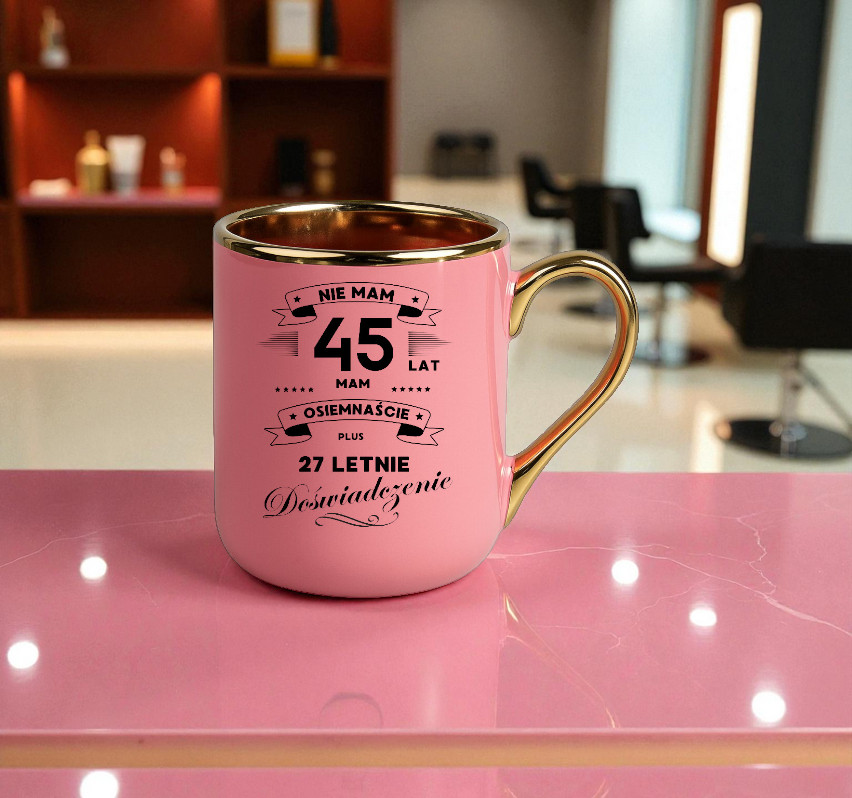 NIE MAM
45
LAT
MAM
OSIEMNAŚCIE
PLUS
27 LETNIE
Doświadczenie